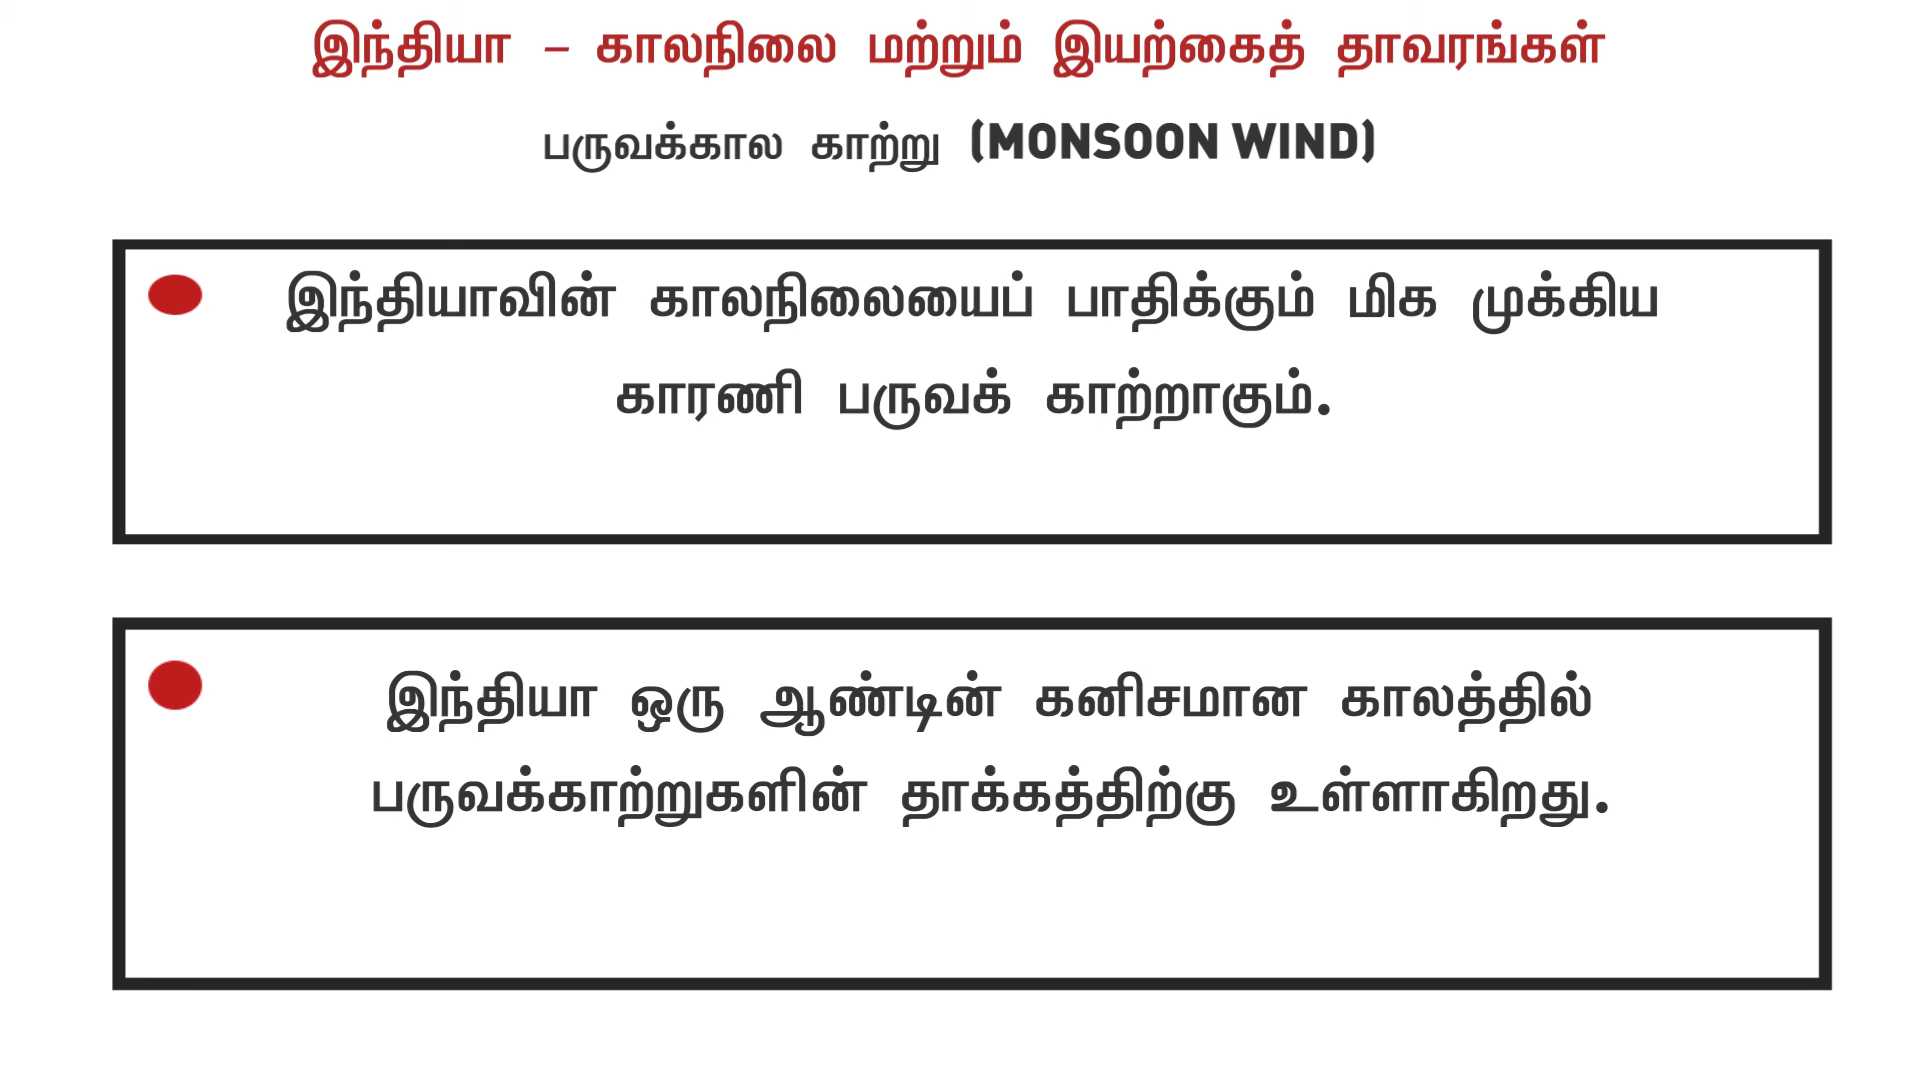 இந்தியா – காலநிலை மற்றும் இயற்கைத் தாவரங்கள்
பருவக்கால காற்று (MONSOON WIND)
இந்தியாவின் காலநிலையைப் பாதிக்கும் மிக முக்கிய
காரணி பருவக் காற்றாகும்.
இந்தியா ஒரு ஆண்டின் கனிசமான காலத்தில்
பருவக்காற்றுகளின் தாக்கத்திற்கு உள்ளாகிறது.